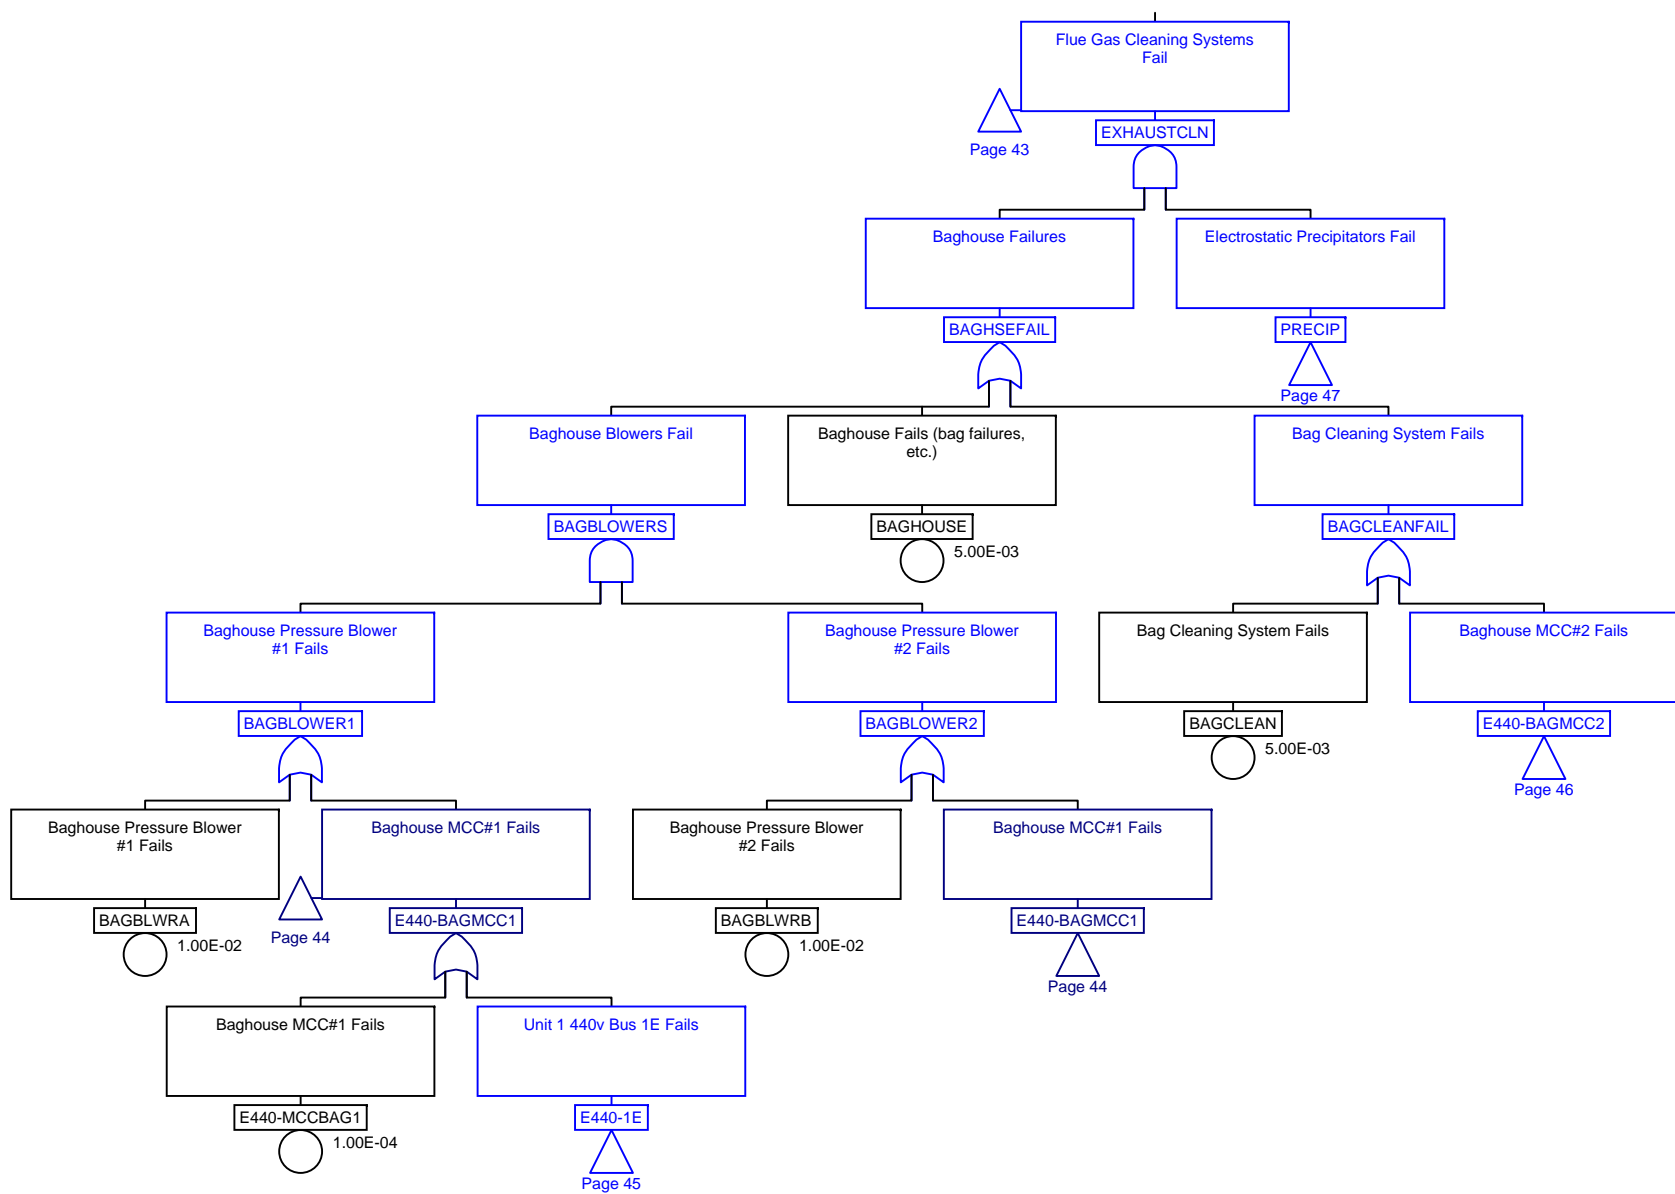 Flue Gas Cleaning Systems
Fail
Page 43
EXHAUSTCLN
Baghouse Failures
Electrostatic Precipitators Fail
BAGHSEFAIL
PRECIP
Page 47
Baghouse Blowers Fail
Baghouse Fails (bag failures,
etc.)
Bag Cleaning System Fails
BAGBLOWERS
BAGHOUSE
5.00E-03
BAGCLEANFAIL
Baghouse Pressure Blower
#1 Fails
Baghouse Pressure Blower
#2 Fails
Bag Cleaning System Fails
Baghouse MCC#2 Fails
BAGBLOWER1
BAGBLOWER2
BAGCLEAN
5.00E-03
E440-BAGMCC2
Page 46
Baghouse Pressure Blower
#1 Fails
Baghouse MCC#1 Fails
Baghouse Pressure Blower
#2 Fails
Baghouse MCC#1 Fails
BAGBLWRA
1.00E-02
Page 44
E440-BAGMCC1
BAGBLWRB
1.00E-02
E440-BAGMCC1
Page 44
Baghouse MCC#1 Fails
Unit 1 440v Bus 1E Fails
E440-MCCBAG1
1.00E-04
E440-1E
Page 45